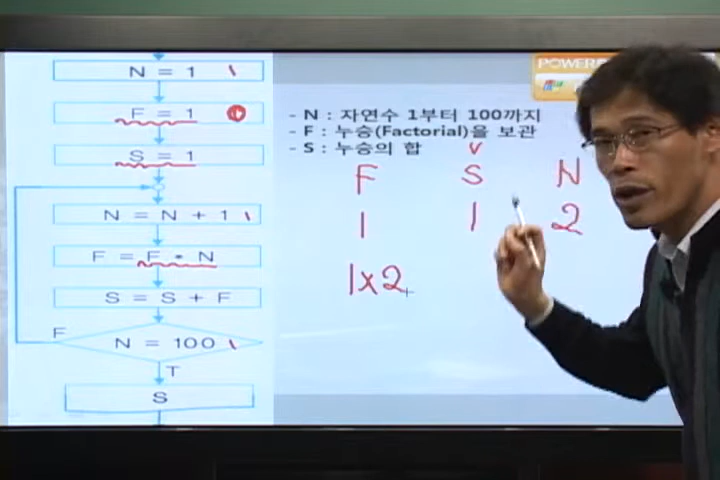 N = 1
F = 1
S = 1
N = N + 1
F = F * N
S = S + F
F
N = 100
T
S
POWER
- N : 자연수 1부터 100까지
- F : 누승(Factorial)을 보관
- S : 누승의 합
F S N
1 1 2
1x2